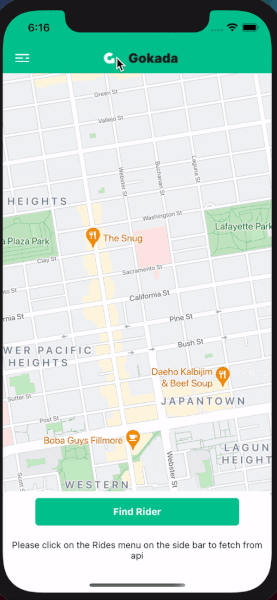 6:16
Gokada
Green St
Vallejo St
Webster St
Buchanan St
Laguna St
HEIGHTS
Washington St
Lafayette Park
a Plaza Park
The Snug
Clay St
Sacramento St
California St
rnia St
Pine St
Bush St
WER PACIFIC
HEIGHTS
Daeho Kalbijim
& Beef Soup
Sutter St
JAPANTOWN
Post St
Boba Guys Fillmore
LAGUN
HEIGHT
Webster St
Scott S
WESTERN
Find Rider
Please click on the Rides menu on the side bar to fetch from
api